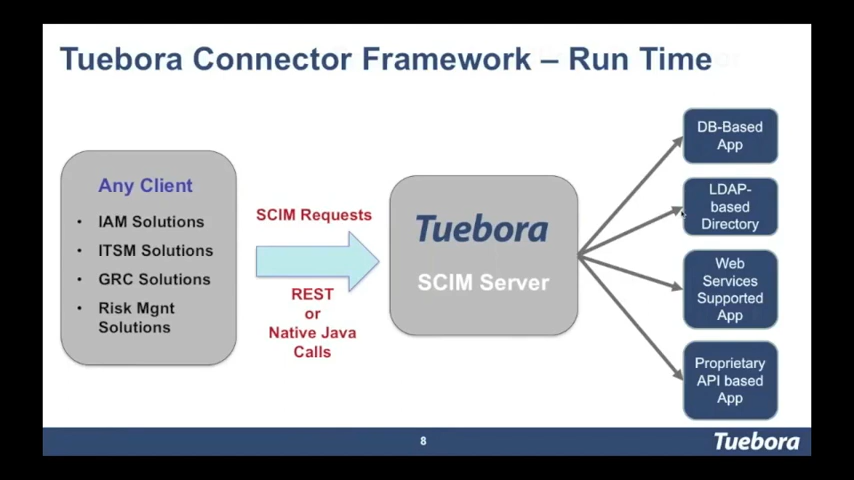 Tuebora Connector Framework – Run Time
Any Client
• IAM Solutions
• ITSM Solutions
• GRC Solutions
• Risk Mgnt
Solutions
SCIM Requests
REST
or
Native Java
Calls
Tuebora
SCIM Server
DB-Based
App
LDAP-
based
Directory
Web
Services
Supported
App
Proprietary
API based
App
8
Tuebora